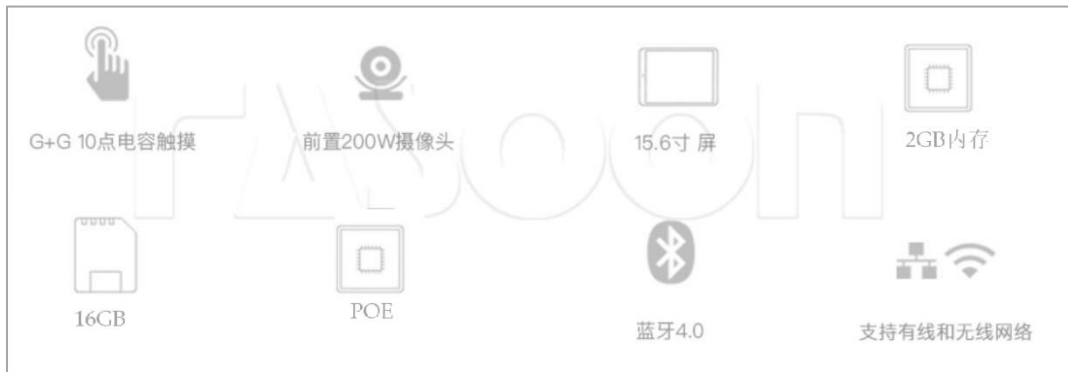 G+G 10点电容触摸
前置200W摄像头
15.6寸 屏
2GB内存
16GB
POE
蓝牙4.0
支持有线和无线网络